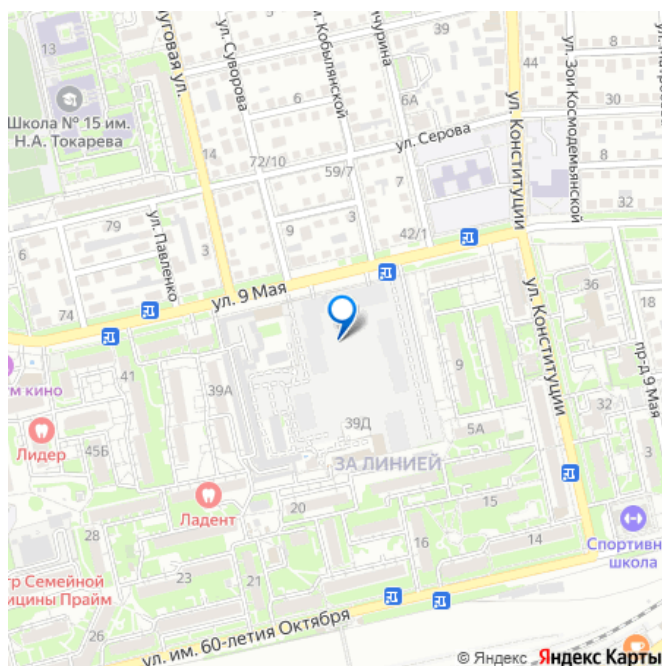 13
Луговая ул.
ул. Суворова
м. Кобылянской
ичурина
39
ул. Конституции
44
ул. Зои Космодемьянской
30
8
6
6А
Школа № 15 им.
Н.А. Токарева
14
72/10
ул. Серова
59/7
7
8
32
79
ул. Павленко
3
6
9
3
42/1
ул. 9 Мая
74
36
18
пр-д 9 Мая
ул. Конституции
м кино
41
39А
9
Лидер
45Б
39Д
5А
32
ЗА ЛИНИЕЙ
Ладент
20
15
28
Спортивн
школа
16
14
тр Семейной
ицины Прайм
23
21
26
ул. им. 60-летия Октября
© Яндекс Яндекс Карты